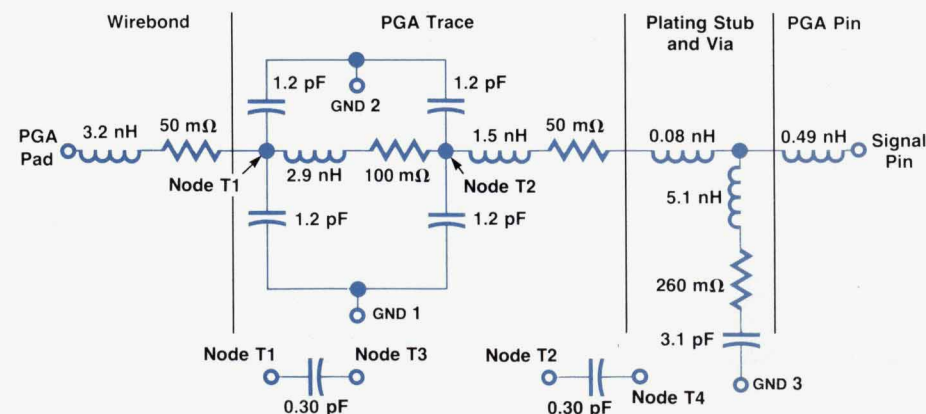 Wirebond
PGA Trace
Plating Stub
and Via
PGA Pin
1.2 pF
1.2 pF
GND 2
PGA
Pad
3.2 nH
50 mΩ
1.5 nH
50 mΩ
0.08 nH
0.49 nH
Signal
Pin
Node T1
2.9 nH
100 mΩ
Node T2
5.1 nH
1.2 pF
1.2 pF
260 mΩ
GND 1
3.1 pF
Node T1
Node T3
Node T2
Node T4
GND 3
0.30 pF
0.30 pF